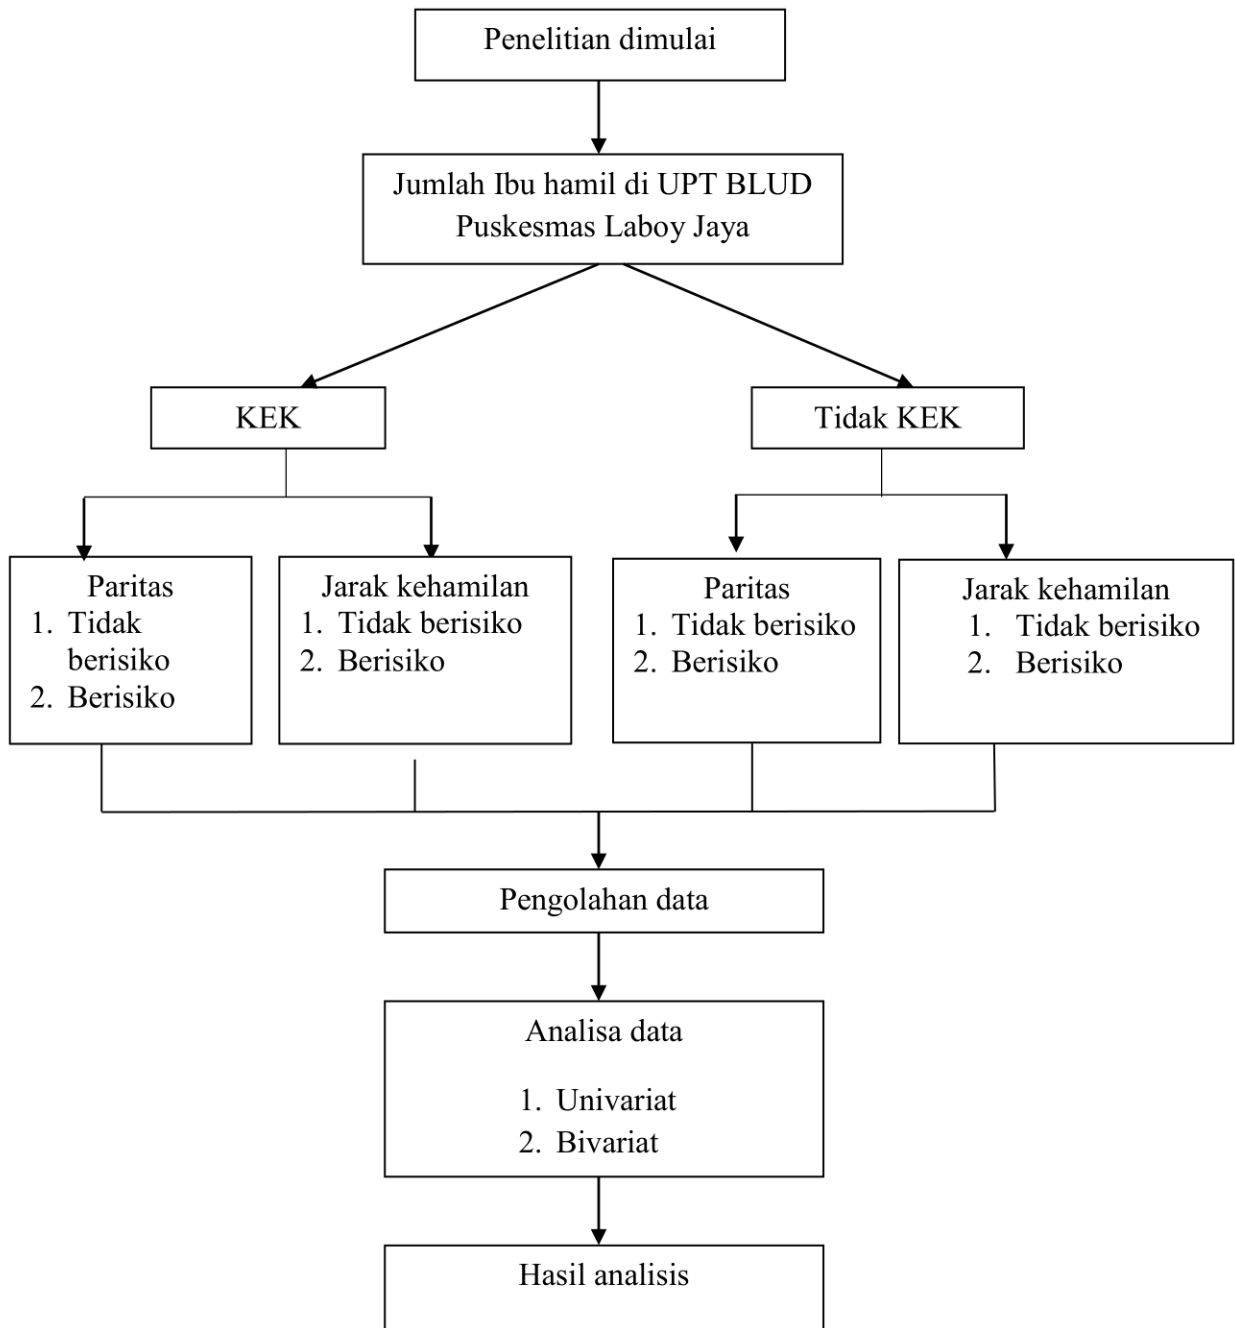 Penelitian dimulai
Jumlah Ibu hamil di UPT BLUD
Puskesmas Laboy Jaya
KEK
Tidak KEK
Paritas
1. Tidak
berisiko
2. Berisiko
Jarak kehamilan
1. Tidak berisiko
2. Berisiko
Paritas
1. Tidak berisiko
2. Berisiko
Jarak kehamilan
1. Tidak berisiko
2. Berisiko
Pengolahan data
Analisa data
1. Univariat
2. Bivariat
Hasil analisis